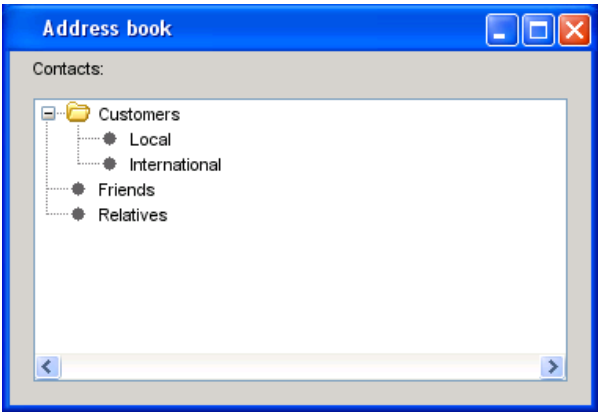 Address book
Contacts:
Customers
Local
International
Friends
Relatives